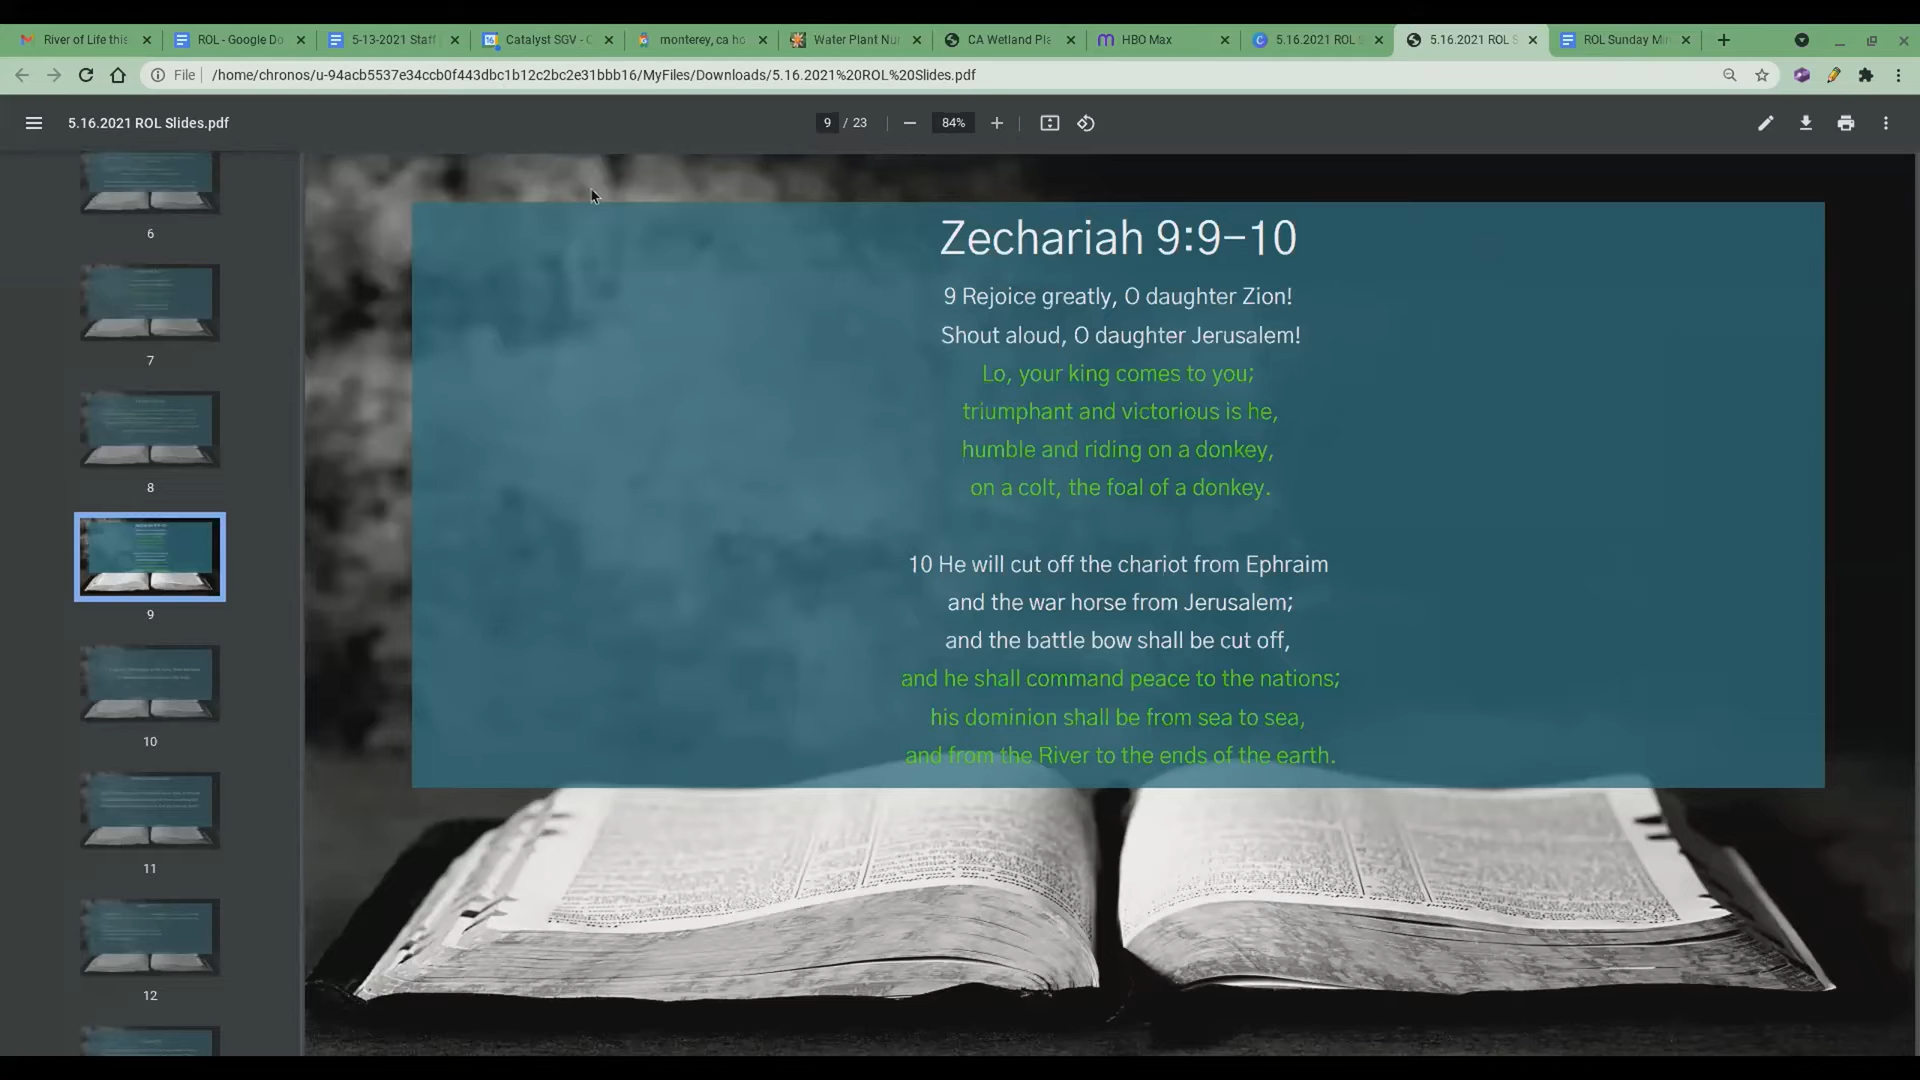 River of Life this
ROL - Google Do
5-13-2021 Staff
Catalyst SGV - C
monterey, ca ho
Water Plant Nu
CA Wetland Pla
HBO Max
5.16.2021 ROL S
5.16.2021 ROL S
ROL Sunday Min
File
/home/chronos/u-94acb5537e34ccb0f443dbc1b12c2bc2e31bbb16/MyFiles/Downloads/5.16.2021%20ROL%20Slides.pdf
5.16.2021 ROL Slides.pdf
9 / 23
84%
6
7
8
9
10
11
12
Zechariah 9:9–10
9 Rejoice greatly, O daughter Zion!
Shout aloud, O daughter Jerusalem!
Lo, your king comes to you;
triumphant and victorious is he,
humble and riding on a donkey,
on a colt, the foal of a donkey.
10 He will cut off the chariot from Ephraim
and the war horse from Jerusalem;
and the battle bow shall be cut off,
and he shall command peace to the nations;
his dominion shall be from sea to sea,
and from the River to the ends of the earth.